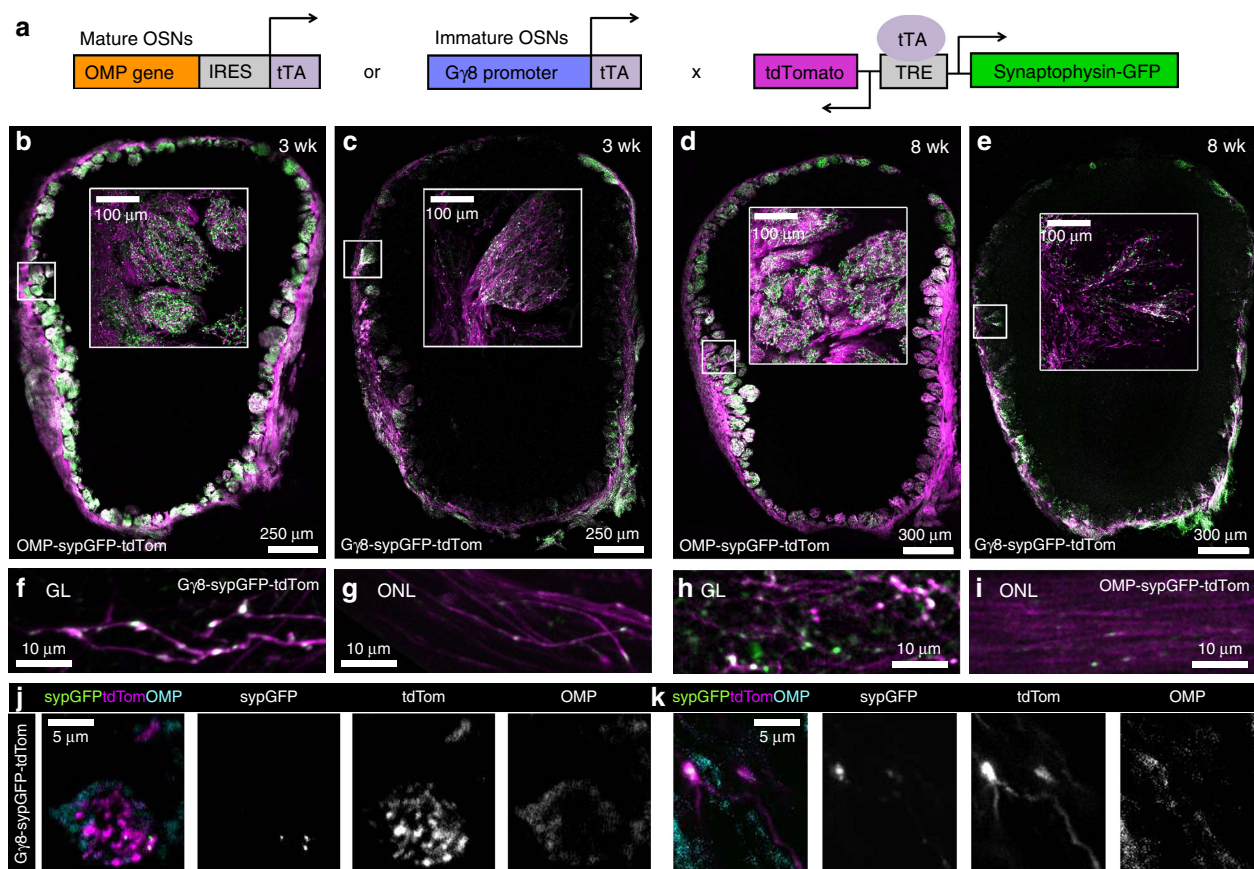 a
Mature OSNs
OMP gene IRES tTA
or
Immature OSNs
Gγ8 promoter tTA
x
tTA
tdTomato TRE Synaptophysin-GFP
b 3 wk
100 μm
250 μm
OMP-sypGFP-tdTom
c 3 wk
100 μm
250 μm
Gγ8-sypGFP-tdTom
d 8 wk
100 μm
300 μm
OMP-sypGFP-tdTom
e 8 wk
100 μm
300 μm
Gγ8-sypGFP-tdTom
f GL Gγ8-sypGFP-tdTom
10 μm
g ONL
10 μm
h GL
10 μm
i ONL OMP-sypGFP-tdTom
10 μm
j sypGFPtdTomOMP sypGFP tdTom OMP
5 μm
Gγ8-sypGFP-tdTom
k sypGFPtdTomOMP sypGFP tdTom OMP
5 μm